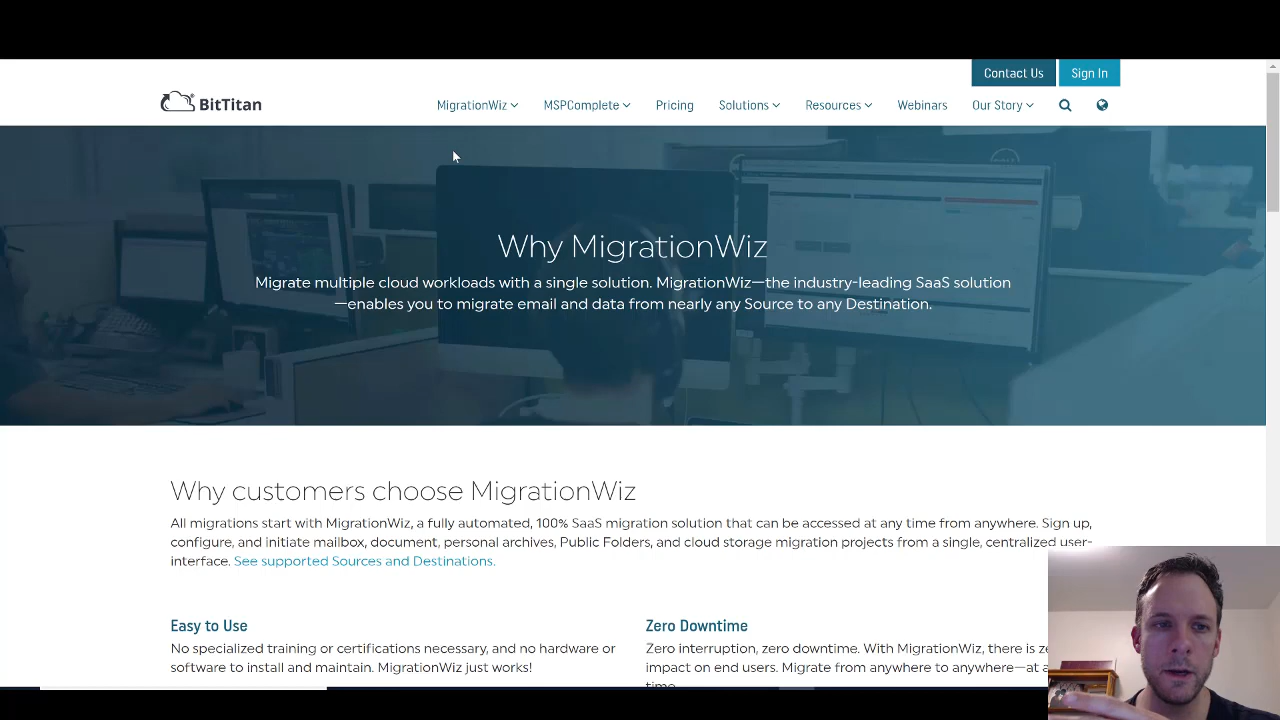 Contact Us
Sign In
BitTitan
MigrationWiz
MSPComplete
Pricing
Solutions
Resources
Webinars
Our Story
Why MigrationWiz
Migrate multiple cloud workloads with a single solution. MigrationWiz—the industry-leading SaaS solution
—enables you to migrate email and data from nearly any Source to any Destination.
Why customers choose MigrationWiz
All migrations start with MigrationWiz, a fully automated, 100% SaaS migration solution that can be accessed at any time from anywhere. Sign up,
configure, and initiate mailbox, document, personal archives, Public Folders, and cloud storage migration projects from a single, centralized user-
interface. See supported Sources and Destinations.
Easy to Use
No specialized training or certifications necessary, and no hardware or
software to install and maintain. MigrationWiz just works!
Zero Downtime
Zero interruption, zero downtime. With MigrationWiz, there is
impact on end users. Migrate from anywhere to anywhere—at
time.